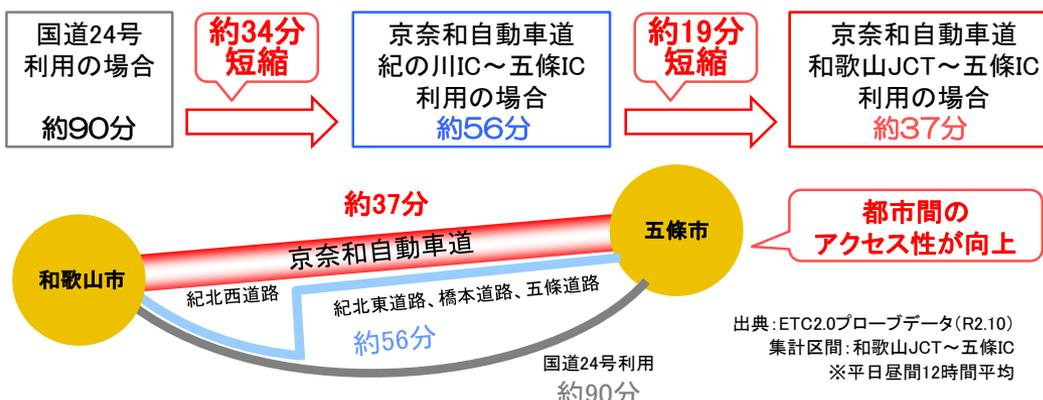 国道24号
利用の場合
約90分
約34分
短縮
京奈和自動車道
紀の川IC～五條IC
利用の場合
約56分
約19分
短縮
京奈和自動車道
和歌山JCT～五條IC
利用の場合
約37分
約37分
京奈和自動車道
和歌山市
五條市
都市間の
アクセス性が向上
紀北西道路
紀北東道路、橋本道路、五條道路
約56分
国道24号利用
約90分
出典：ETC2.0プローブデータ（R2.10）
集計区間：和歌山JCT～五條IC
※平日昼間12時間平均